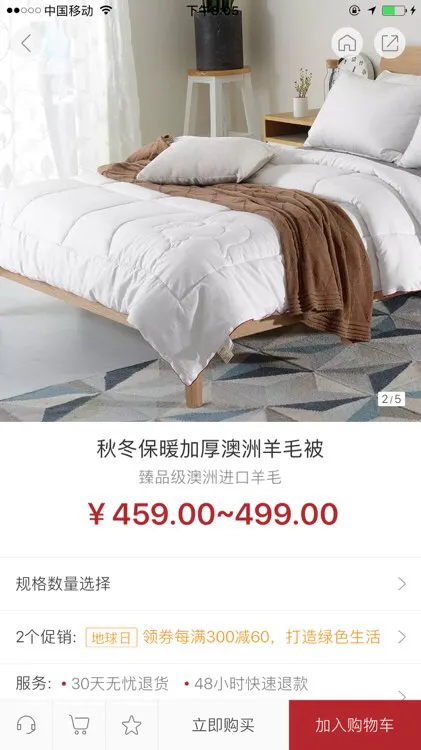 中国移动
下午9:05
2/5
秋冬保暖加厚澳洲羊毛被
臻品级澳洲进口羊毛
¥ 459.00~499.00
规格数量选择
2个促销: 地球日 领券每满300减60，打造绿色生活
服务: • 30天无忧退货 • 48小时快速退款
立即购买
加入购物车